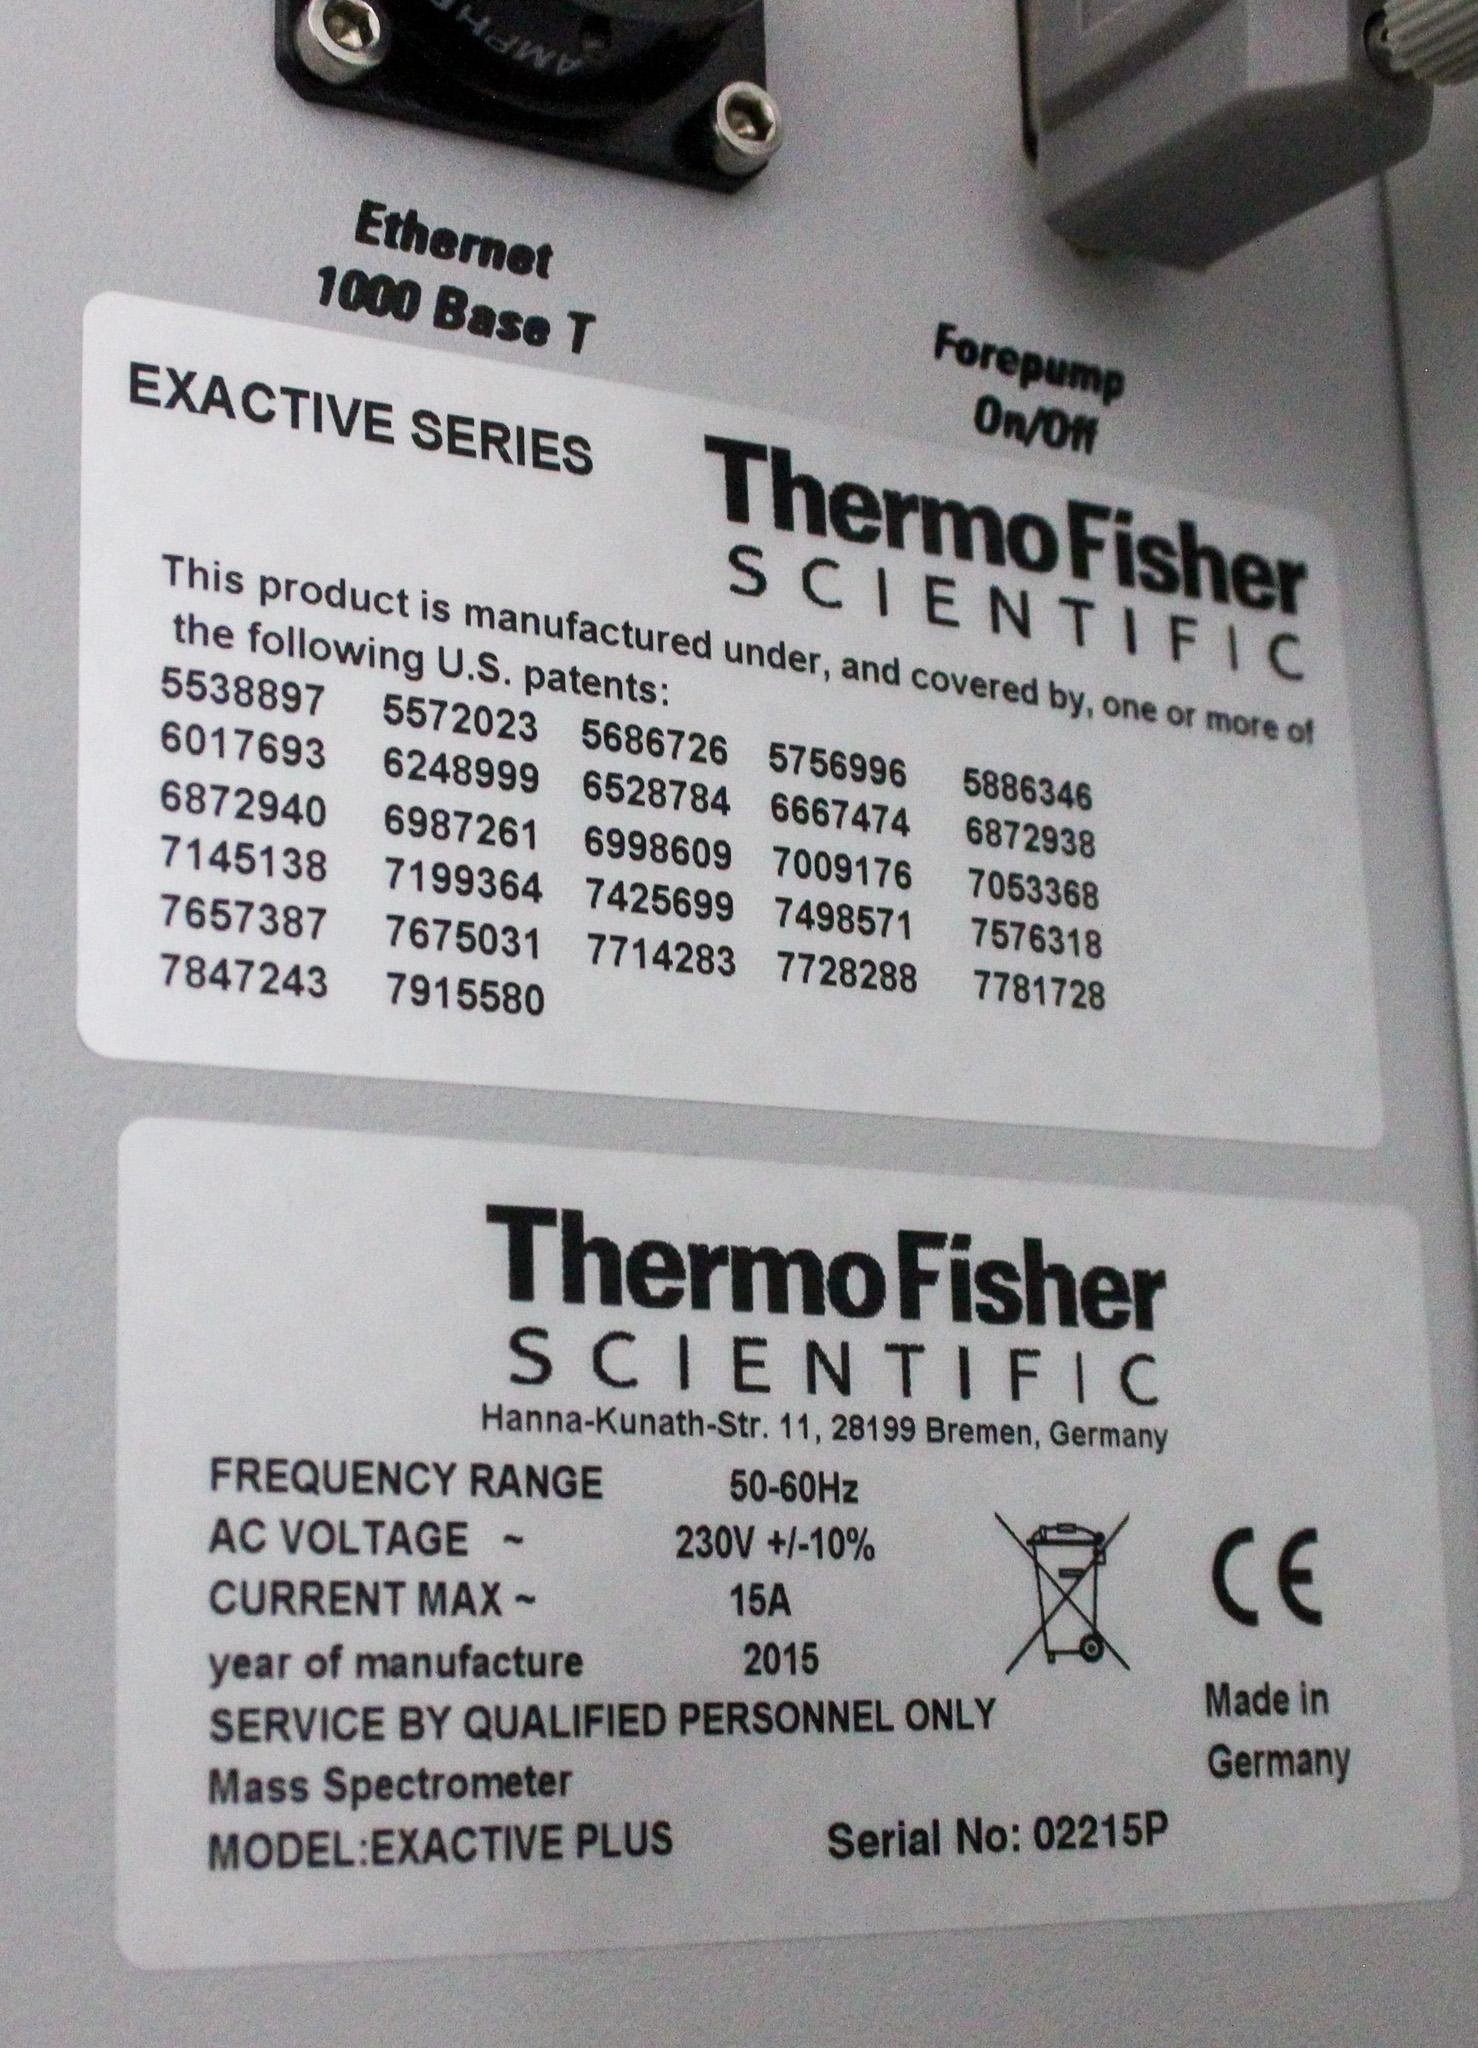 AMPHE
Ethernet
1000 Base T
Forepump
On/Off
EXACTIVE SERIES
ThermoFisher
SCIENTIFIC
This product is manufactured under, and covered by, one or more of
the following U.S. patents:
5538897 5572023 5686726 5756996 5886346
6017693 6248999 6528784 6667474 6872938
6872940 6987261 6998609 7009176 7053368
7145138 7199364 7425699 7498571 7576318
7657387 7675031 7714283 7728288 7781728
7847243 7915580
ThermoFisher
SCIENTIFIC
Hanna-Kunath-Str. 11, 28199 Bremen, Germany
FREQUENCY RANGE 50-60Hz
AC VOLTAGE ~ 230V +/-10%
CURRENT MAX ~ 15A
year of manufacture 2015
SERVICE BY QUALIFIED PERSONNEL ONLY
Mass Spectrometer
MODEL:EXACTIVE PLUS Serial No: 02215P
CE
Made in
Germany